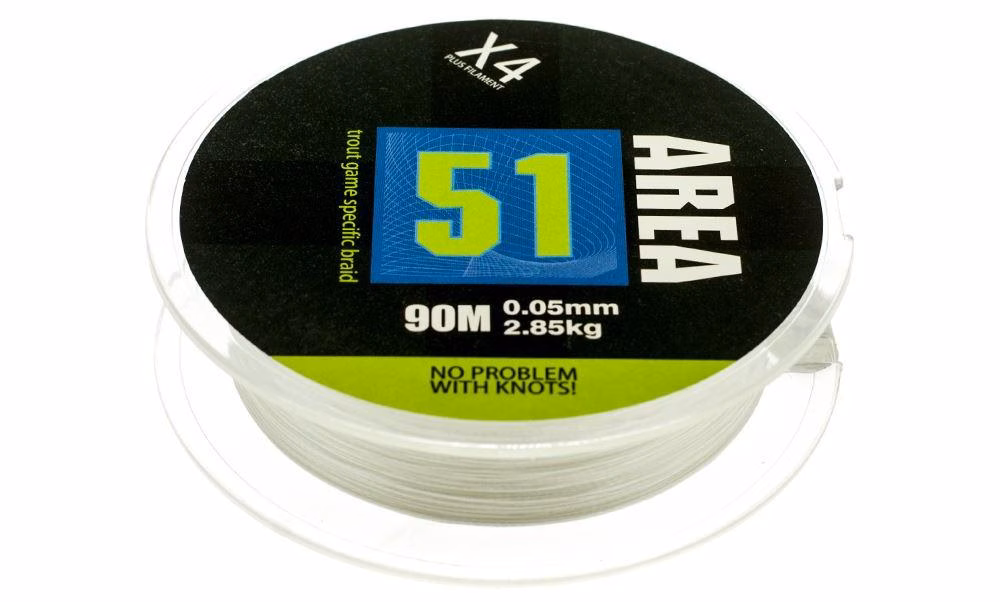 X4
PLUS FILAMENT
AREA
51
trout game specific braid
90M
0.05mm
2.85kg
NO PROBLEM
WITH KNOTS!